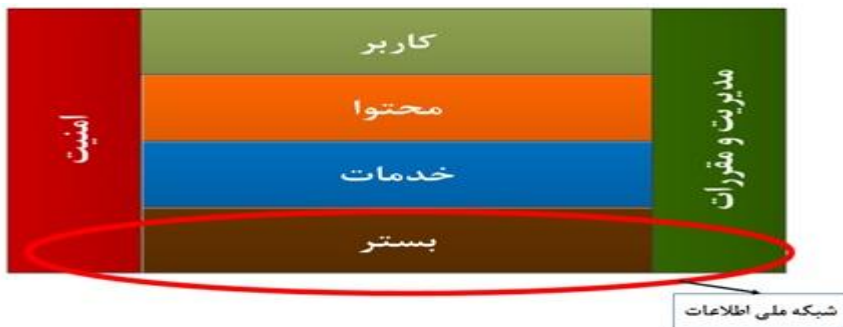 کاربر
محتوا
خدمات
بستر
امنیت
مدیریت و مقررات
شبکه ملی اطلاعات